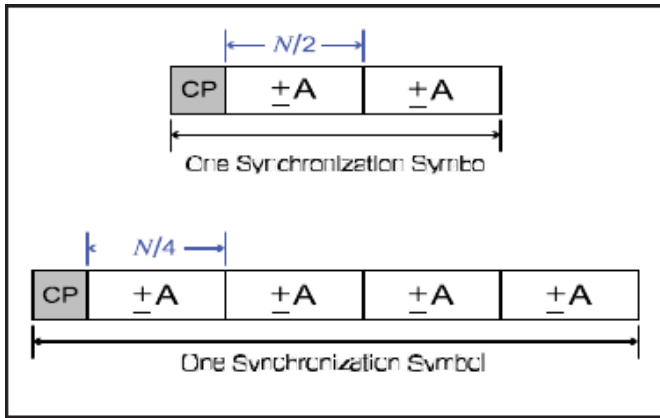 N/2
CP ±A ±A
One Synchronization Symbo
N/4
CP ±A ±A ±A ±A
One Synchronization Symbol